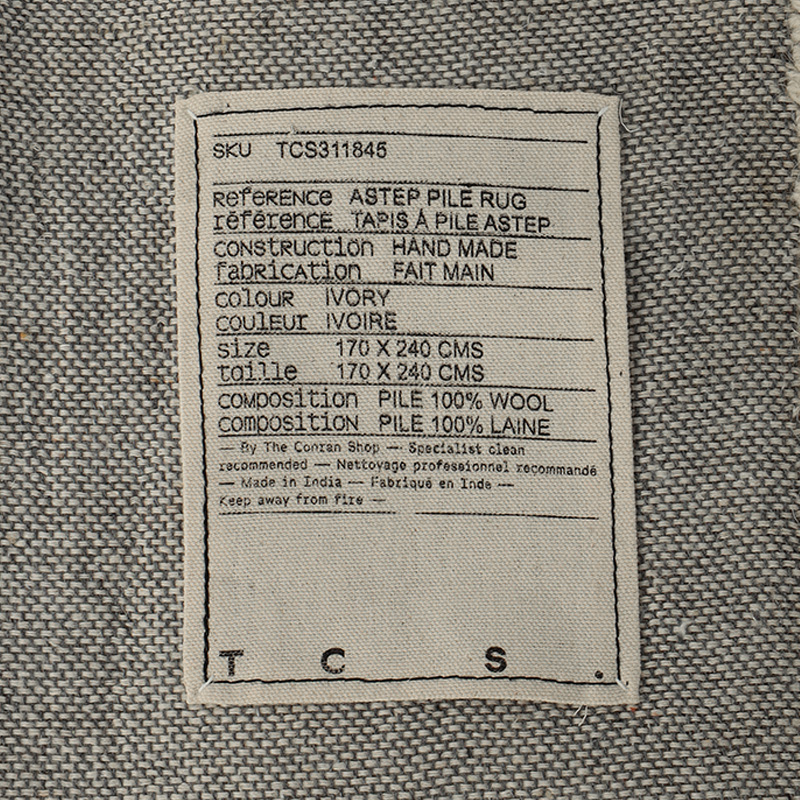 SKU TCS311845
Reference ASTEP PILE RUG
référence TAPIS À PILE ASTEP
construction HAND MADE
fabrication FAIT MAIN
colour IVORY
couleur IVOIRE
size 170 X 240 CMS
taille 170 X 240 CMS
composition PILE 100% WOOL
composition PILE 100% LAINE
— By The Conran Shop — Specialist clean
recommended — Nettoyage professionnel recommandé
— Made in India — Fabriqué en Inde —
Keep away from fire —
T C S .